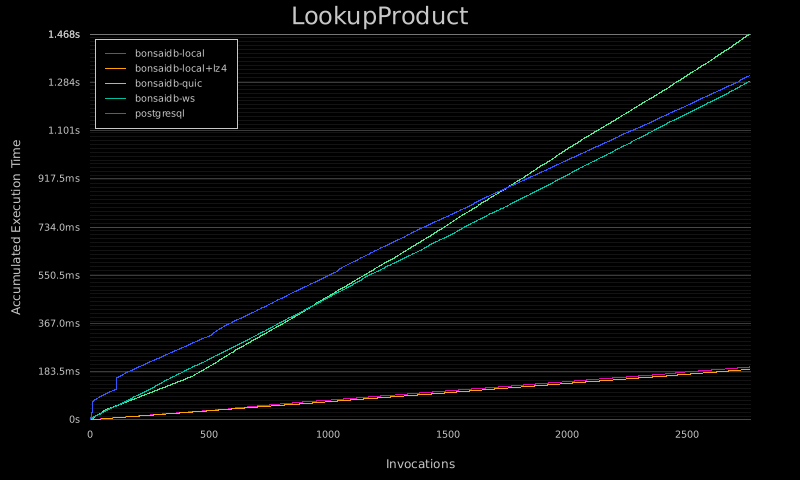 LookupProduct
1.468s
1.284s
1.101s
917.5ms
734.0ms
550.5ms
367.0ms
183.5ms
0s
bonsaidb-local
bonsaidb-local+lz4
bonsaidb-quic
bonsaidb-ws
postgresql
Accumulated Execution Time
0 500 1000 1500 2000 2500
Invocations